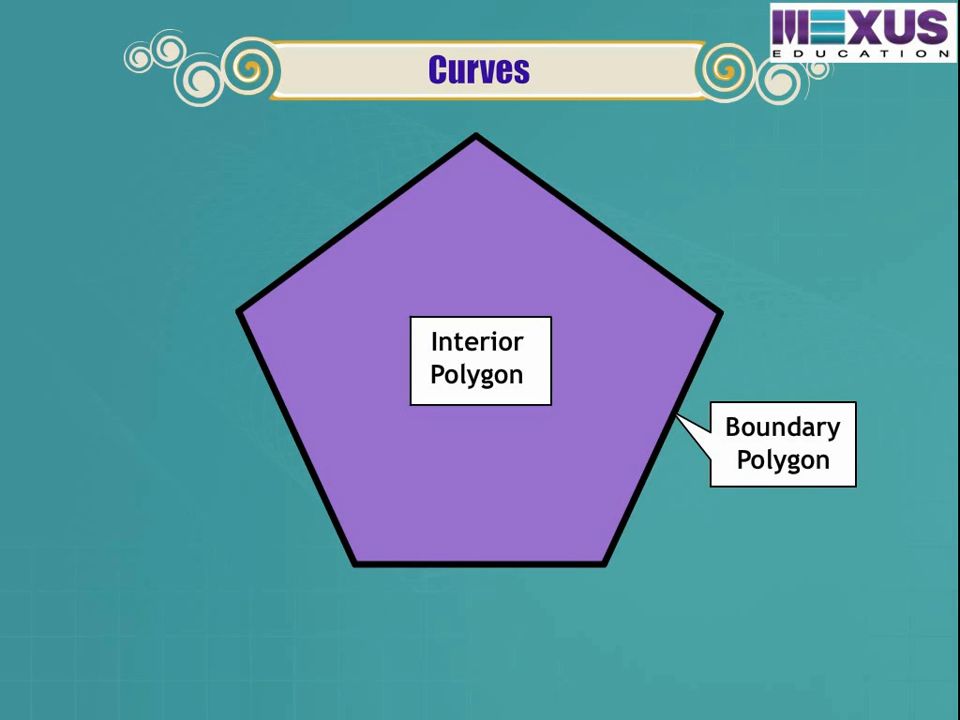 MEXUS
EDUCATION
Curves
Interior
Polygon
Boundary
Polygon